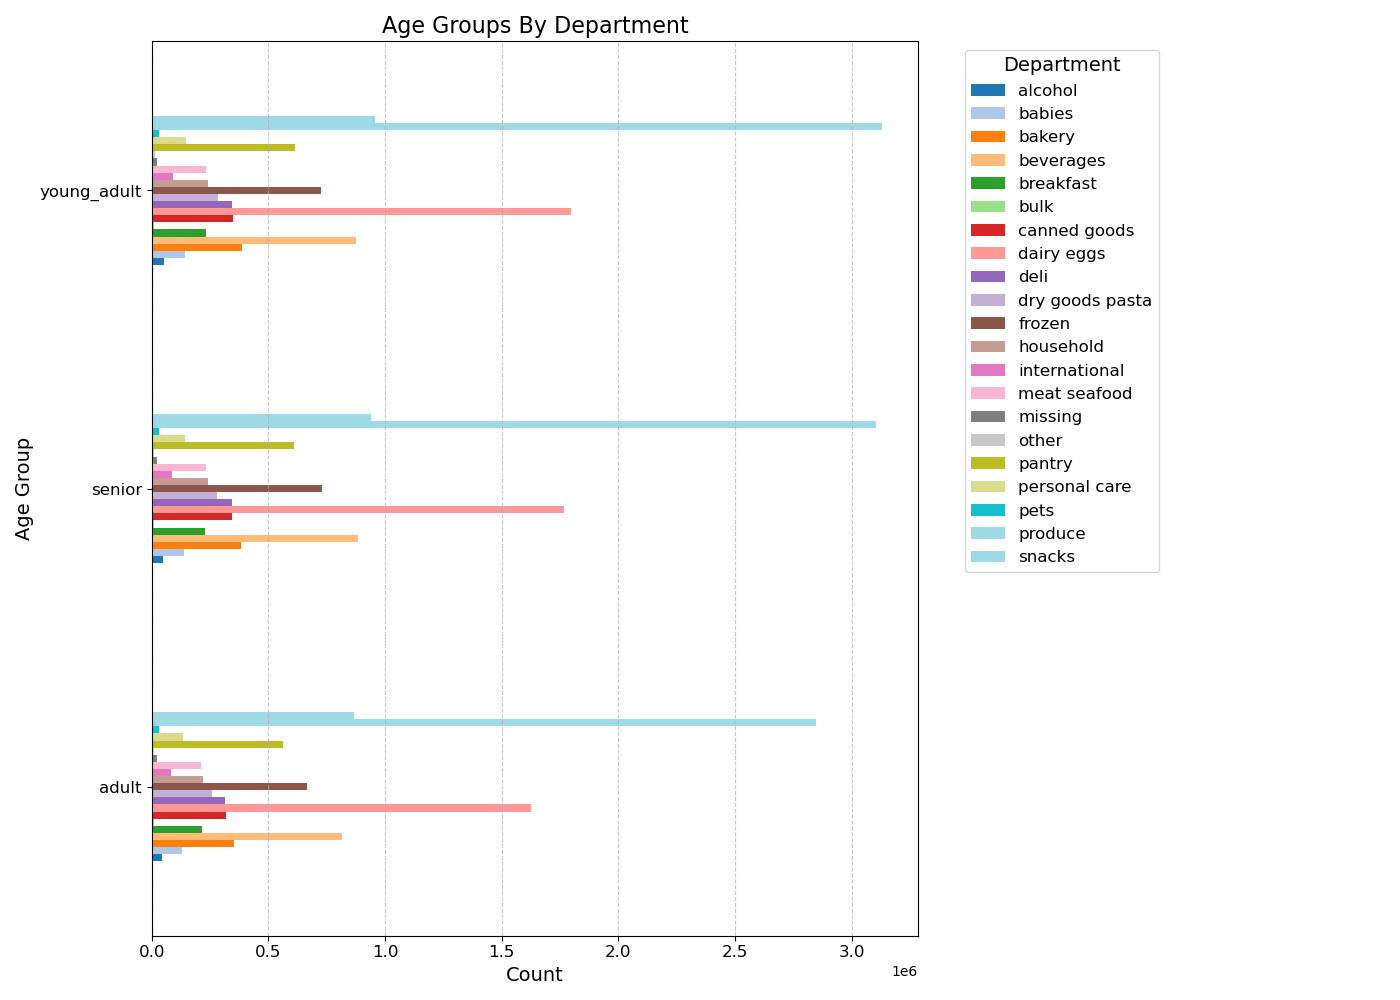 Age Groups By Department
young_adult
senior
adult
Age Group
0.0
0.5
1.0
1.5
2.0
2.5
3.0
1e6
Count
Department
alcohol
babies
bakery
beverages
breakfast
bulk
canned goods
dairy eggs
deli
dry goods pasta
frozen
household
international
meat seafood
missing
other
pantry
personal care
pets
produce
snacks